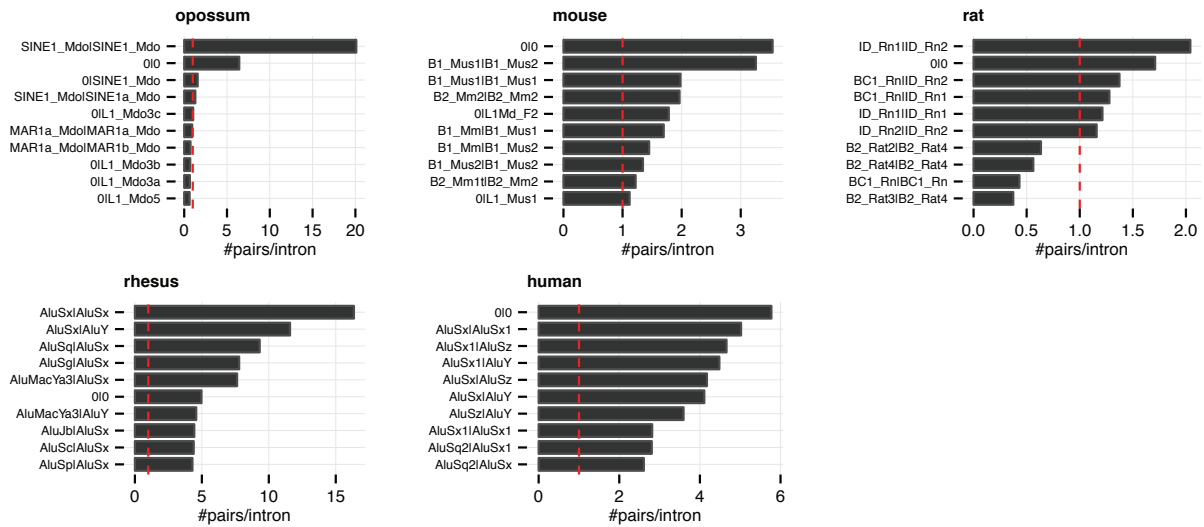 opossum
SINE1_Mdo|SINE1_Mdo
0|0
0|SINE1_Mdo
SINE1_Mdo|SINE1a_Mdo
0|L1_Mdo3c
MAR1a_Mdo|MAR1a_Mdo
MAR1a_Mdo|MAR1b_Mdo
0|L1_Mdo3b
0|L1_Mdo3a
0|L1_Mdo5
0 5 10 15 20
#pairs/intron
mouse
0|0
B1_Mus1|B1_Mus2
B1_Mus1|B1_Mus1
B2_Mm2|B2_Mm2
0|L1Md_F2
B1_Mm|B1_Mus1
B1_Mm|B1_Mus2
B1_Mus2|B1_Mus2
B2_Mm1t|B2_Mm2
0|L1_Mus1
0 1 2 3
#pairs/intron
rat
ID_Rn1|ID_Rn2
0|0
BC1_Rn|ID_Rn2
BC1_Rn|ID_Rn1
ID_Rn1|ID_Rn1
ID_Rn2|ID_Rn2
B2_Rat2|B2_Rat4
B2_Rat4|B2_Rat4
BC1_Rn|BC1_Rn
B2_Rat3|B2_Rat4
0.0 0.5 1.0 1.5 2.0
#pairs/intron
rhesus
AluSx|AluSx
AluSx|AluY
AluSq|AluSx
AluSg|AluSx
AluMacYa3|AluSx
0|0
AluMacYa3|AluY
AluJb|AluSx
AluSc|AluSx
AluSp|AluSx
0 5 10 15
#pairs/intron
human
0|0
AluSx|AluSx1
AluSx1|AluSz
AluSx1|AluY
AluSx|AluSz
AluSx|AluY
AluSz|AluY
AluSx1|AluSx1
AluSq2|AluSx1
AluSq2|AluSx
0 2 4 6
#pairs/intron